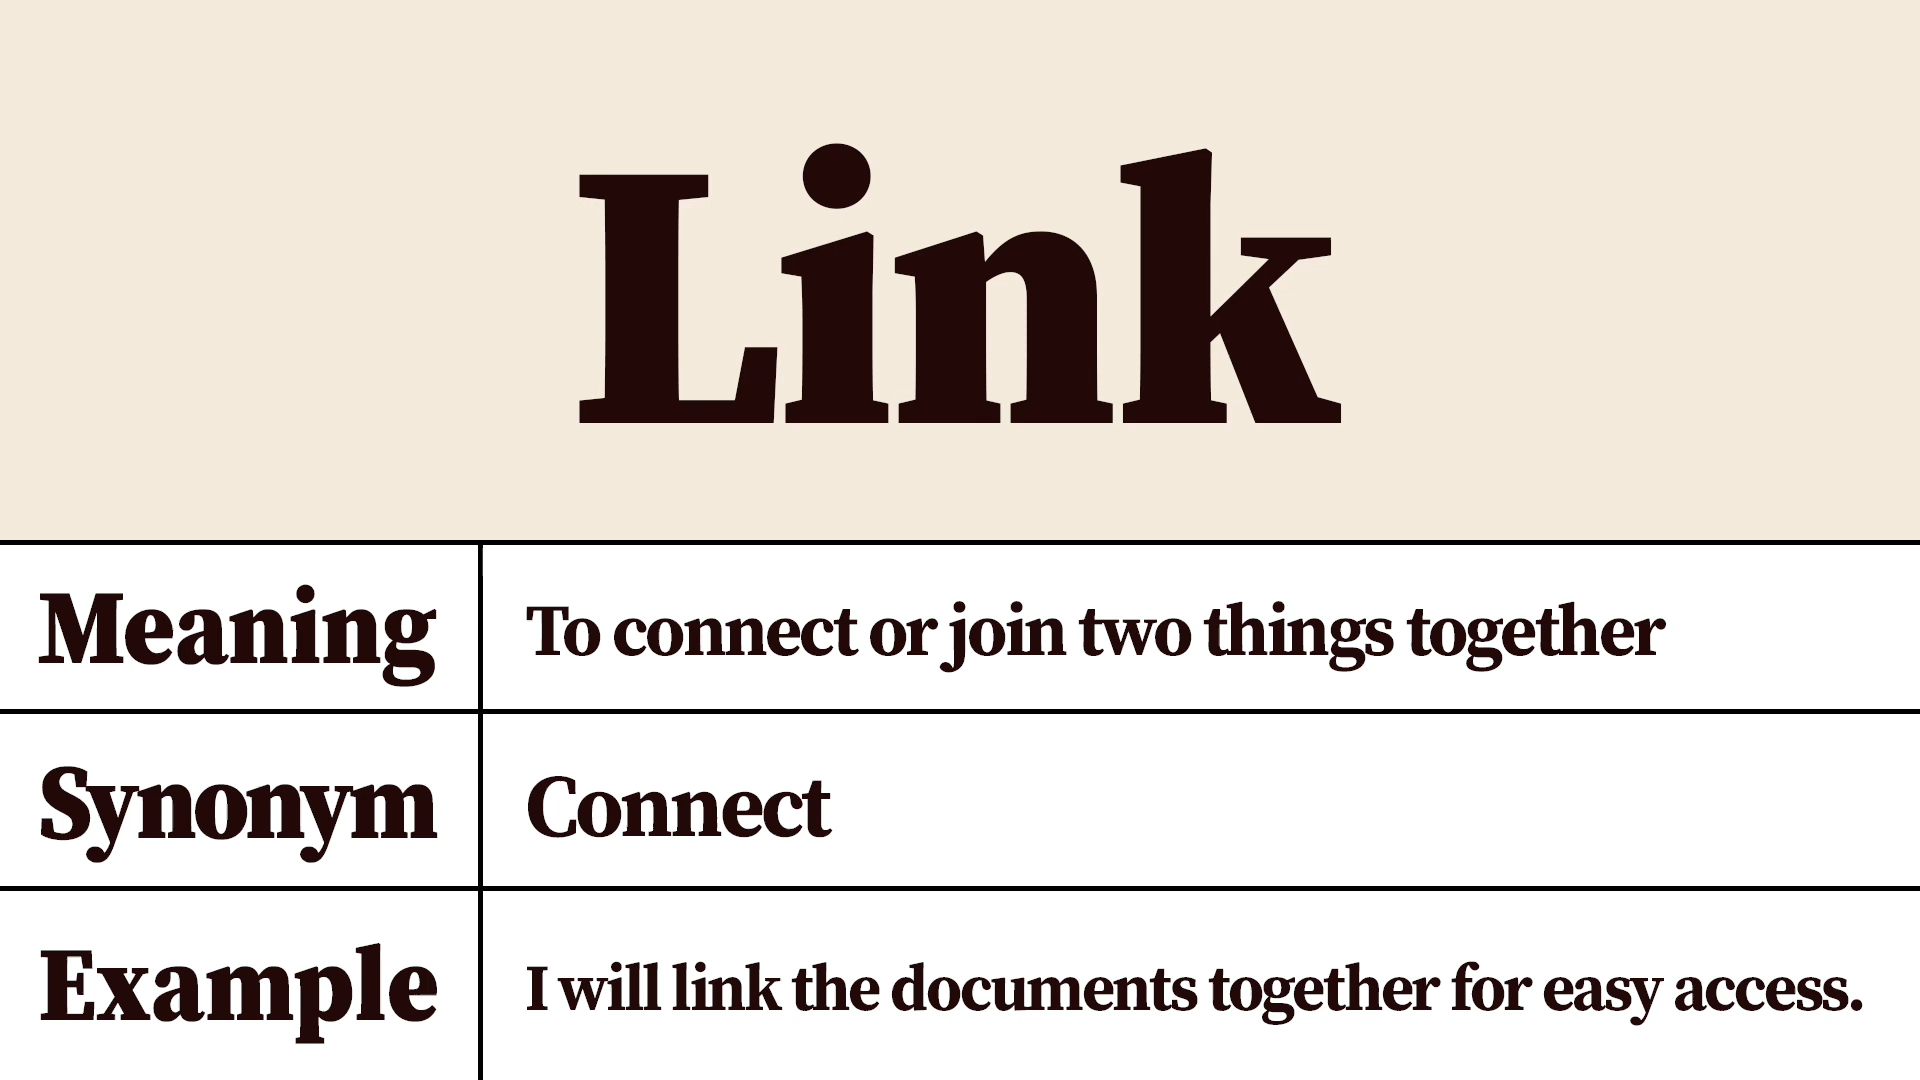 Link
Meaning
To connect or join two things together
Synonym
Connect
Example
I will link the documents together for easy access.